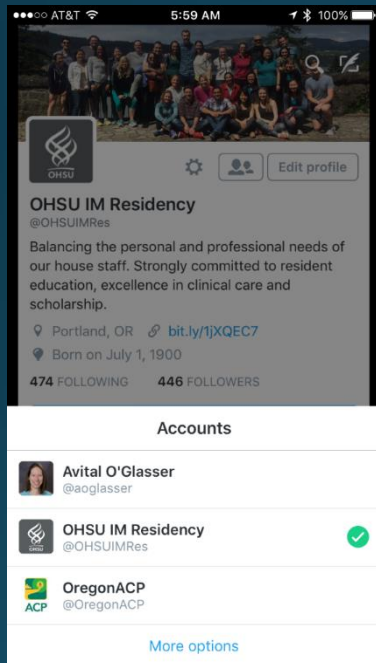 AT&T 5:59 AM 100%
OHSU
Edit profile
OHSU IM Residency
@OHSUIMRes
Balancing the personal and professional needs of
our house staff. Strongly committed to resident
education, excellence in clinical care and
scholarship.
Portland, OR bit.ly/1jXQEC7
Born on July 1, 1900
474 FOLLOWING 446 FOLLOWERS
Accounts
Avital O'Glasser
@aoglasser
OHSU
OHSU IM Residency
@OHSUIMRes
ACP
OregonACP
@OregonACP
More options